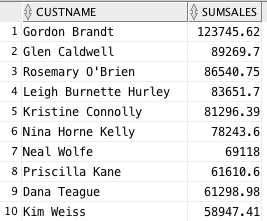 CUSTNAME SUMSALES
1 Gordon Brandt 123745.62
2 Glen Caldwell 89269.7
3 Rosemary O'Brien 86540.75
4 Leigh Burnette Hurley 83651.7
5 Kristine Connolly 81296.39
6 Nina Horne Kelly 78243.6
7 Neal Wolfe 69118
8 Priscilla Kane 61610.6
9 Dana Teague 61298.98
10 Kim Weiss 58947.41